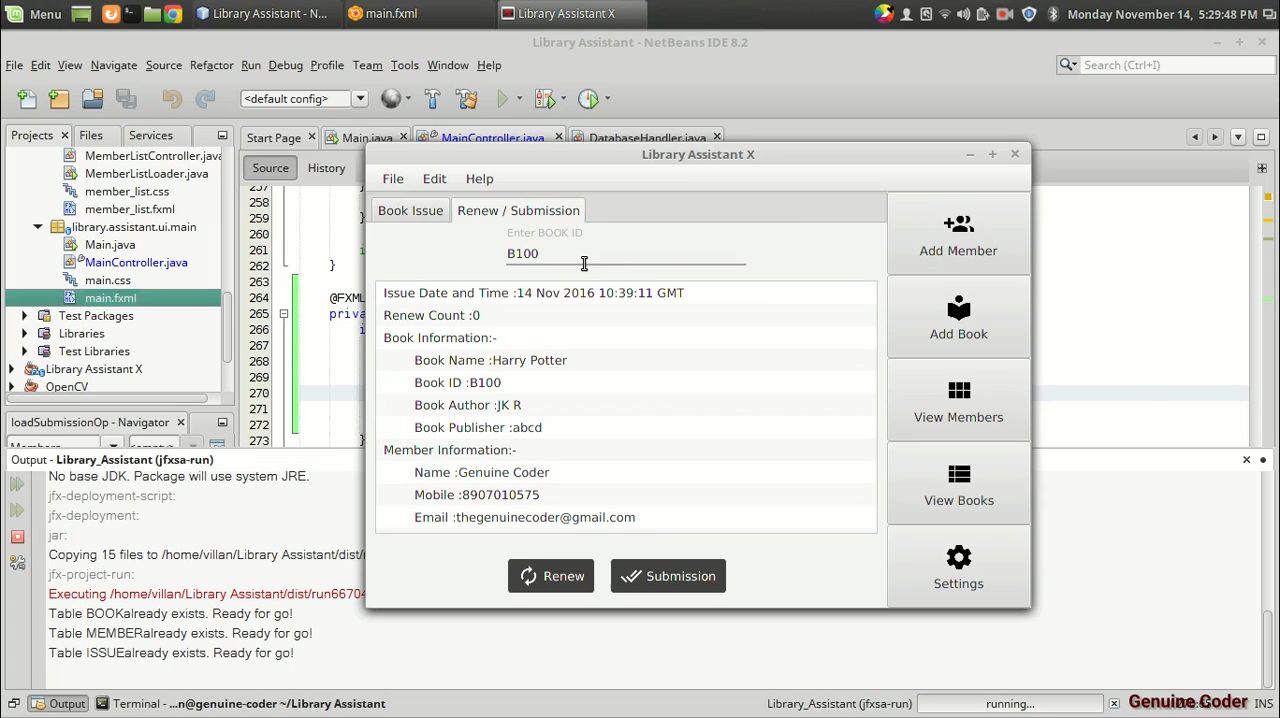 Menu
Library Assistant - N...
main.fxml
Library Assistant X
Monday November 14, 5:29:48 PM
Library Assistant - NetBeans IDE 8.2
File Edit View Navigate Source Refactor Run Debug Profile Team Tools Window Help
Search (Ctrl+I)
<default config>
Projects
Files
Services
Start Page
Main.java
MainController.java
DatabaseHandler.java
Source
History
MemberListController.java
MemberListLoader.java
member_list.css
member_list.fxml
library.assistant.ui.main
Main.java
MainController.java
main.css
main.fxml
Test Packages
Libraries
Test Libraries
Library Assistant X
OpenCV
257
258
259
260
261
262
263
264
265
266
267
268
269
270
271
272
273
}
@FXML
loadSubmissionOp - Navigator
Library Assistant X
File Edit Help
Book Issue
Renew / Submission
Enter BOOK ID
B100
Issue Date and Time :14 Nov 2016 10:39:11 GMT
Renew Count :0
Book Information:-
Book Name :Harry Potter
Book ID :B100
Book Author :JK R
Book Publisher :abcd
Member Information:-
Name :Genuine Coder
Mobile :8907010575
Email :thegenuinecoder@gmail.com
Renew
Submission
Add Member
Add Book
View Members
View Books
Settings
Output - Library_Assistant (jfxsa-run)
No base JDK. Package will use system JRE.
jfx-deployment-script:
jfx-deployment:
jar:
Copying 15 files to /home/villan/Library Assistant/dist/
jfx-project-run:
Executing /home/villan/Library Assistant/dist/run66704
Table BOOKalready exists. Ready for go!
Table MEMBERalready exists. Ready for go!
Table ISSUEalready exists. Ready for go!
Output
Terminal - ...n@genuine-coder ~/Library Assistant
Library_Assistant (jfxsa-run)
running...
Genuine Coder
INS